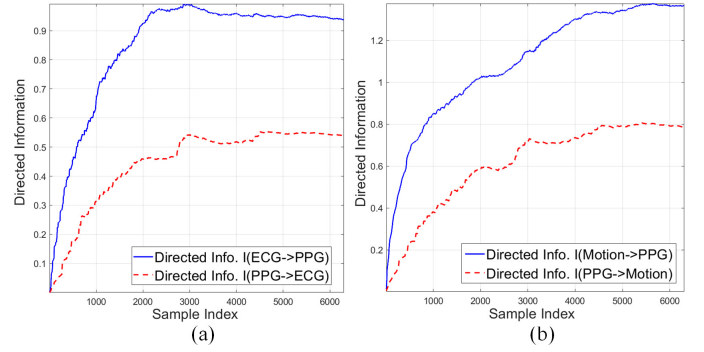 Directed Information
0.9
0.8
0.7
0.6
0.5
0.4
0.3
0.2
0.1
Directed Info. I(ECG->PPG)
Directed Info. I(PPG->ECG)
1000 2000 3000 4000 5000 6000
Sample Index
(a)
Directed Information
1.2
1
0.8
0.6
0.4
0.2
Directed Info. I(Motion->PPG)
Directed Info. I(PPG->Motion)
1000 2000 3000 4000 5000 6000
Sample Index
(b)